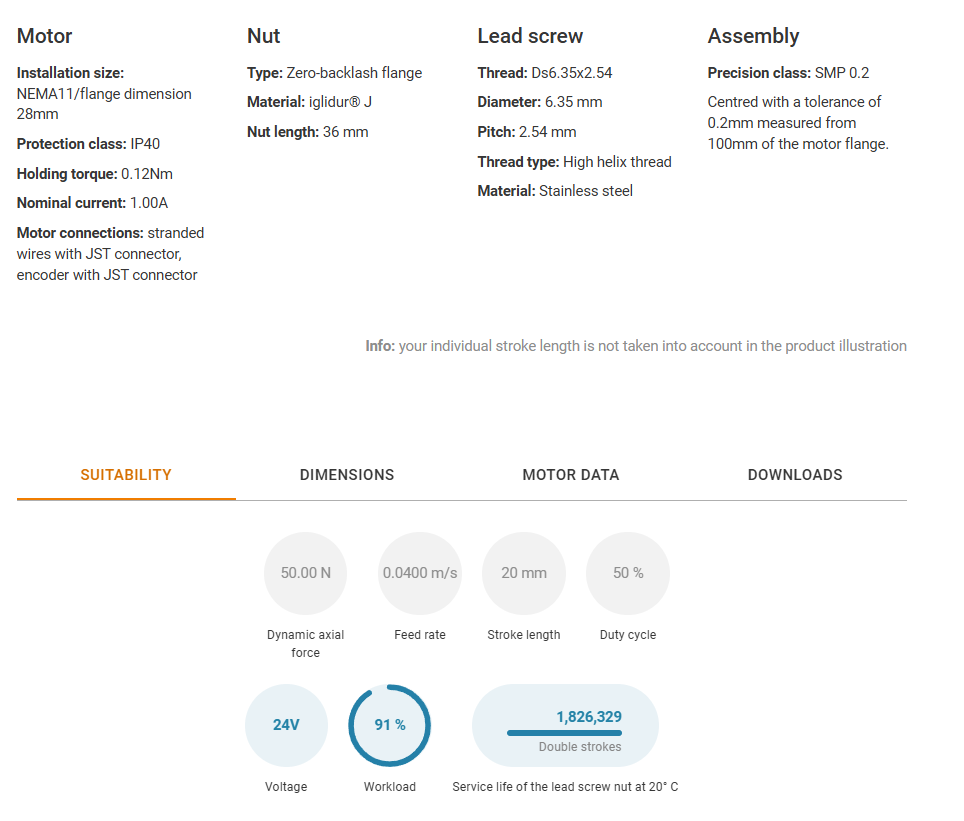 Motor
Installation size:
NEMA11/flange dimension
28mm
Protection class: IP40
Holding torque: 0.12Nm
Nominal current: 1.00A
Motor connections: stranded
wires with JST connector,
encoder with JST connector
Nut
Type: Zero-backlash flange
Material: iglidur® J
Nut length: 36 mm
Lead screw
Thread: Ds6.35x2.54
Diameter: 6.35 mm
Pitch: 2.54 mm
Thread type: High helix thread
Material: Stainless steel
Assembly
Precision class: SMP 0.2
Centred with a tolerance of
0.2mm measured from
100mm of the motor flange.
Info: your individual stroke length is not taken into account in the product illustration
SUITABILITY
DIMENSIONS
MOTOR DATA
DOWNLOADS
50.00 N
Dynamic axial
force
0.0400 m/s
Feed rate
20 mm
Stroke length
50 %
Duty cycle
24V
Voltage
91 %
Workload
1,826,329
Double strokes
Service life of the lead screw nut at 20° C